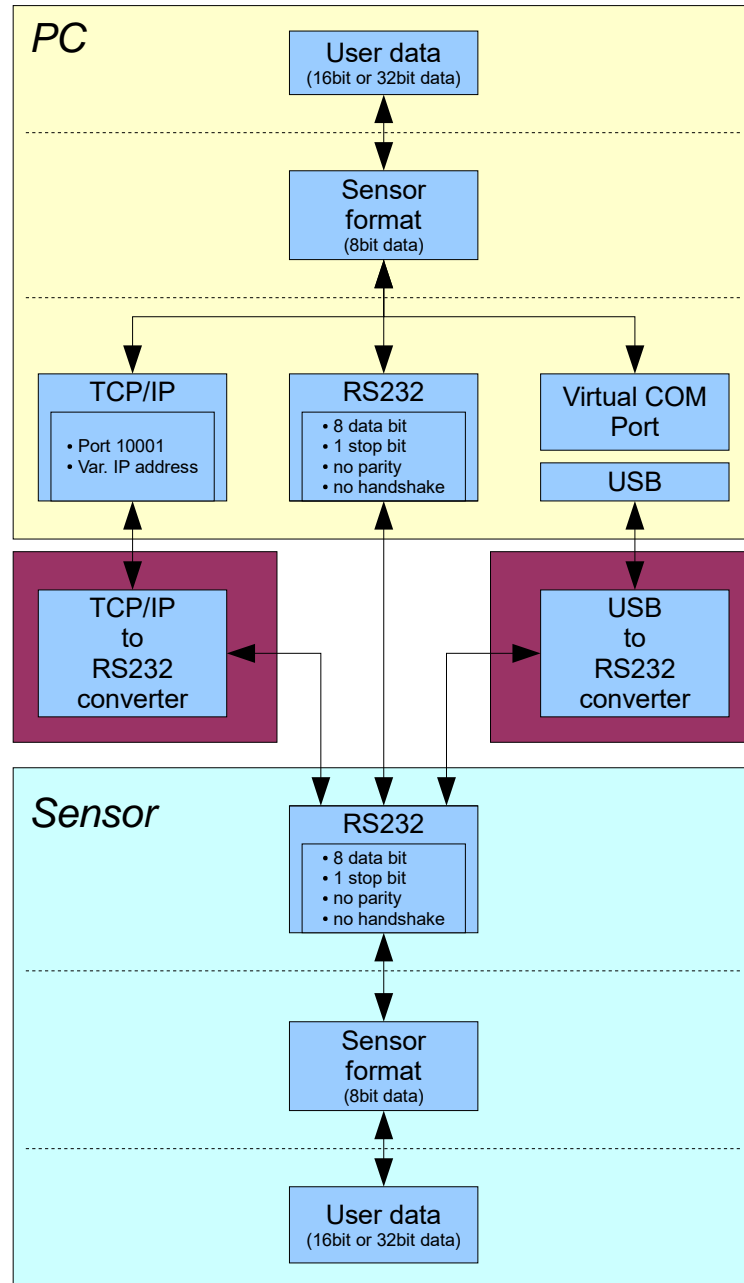 PC
User data
(16bit or 32bit data)
Sensor
format
(8bit data)
TCP/IP
• Port 10001
• Var. IP address
RS232
• 8 data bit
• 1 stop bit
• no parity
• no handshake
Virtual COM
Port
USB
TCP/IP
to
RS232
converter
USB
to
RS232
converter
Sensor
RS232
• 8 data bit
• 1 stop bit
• no parity
• no handshake
Sensor
format
(8bit data)
User data
(16bit or 32bit data)